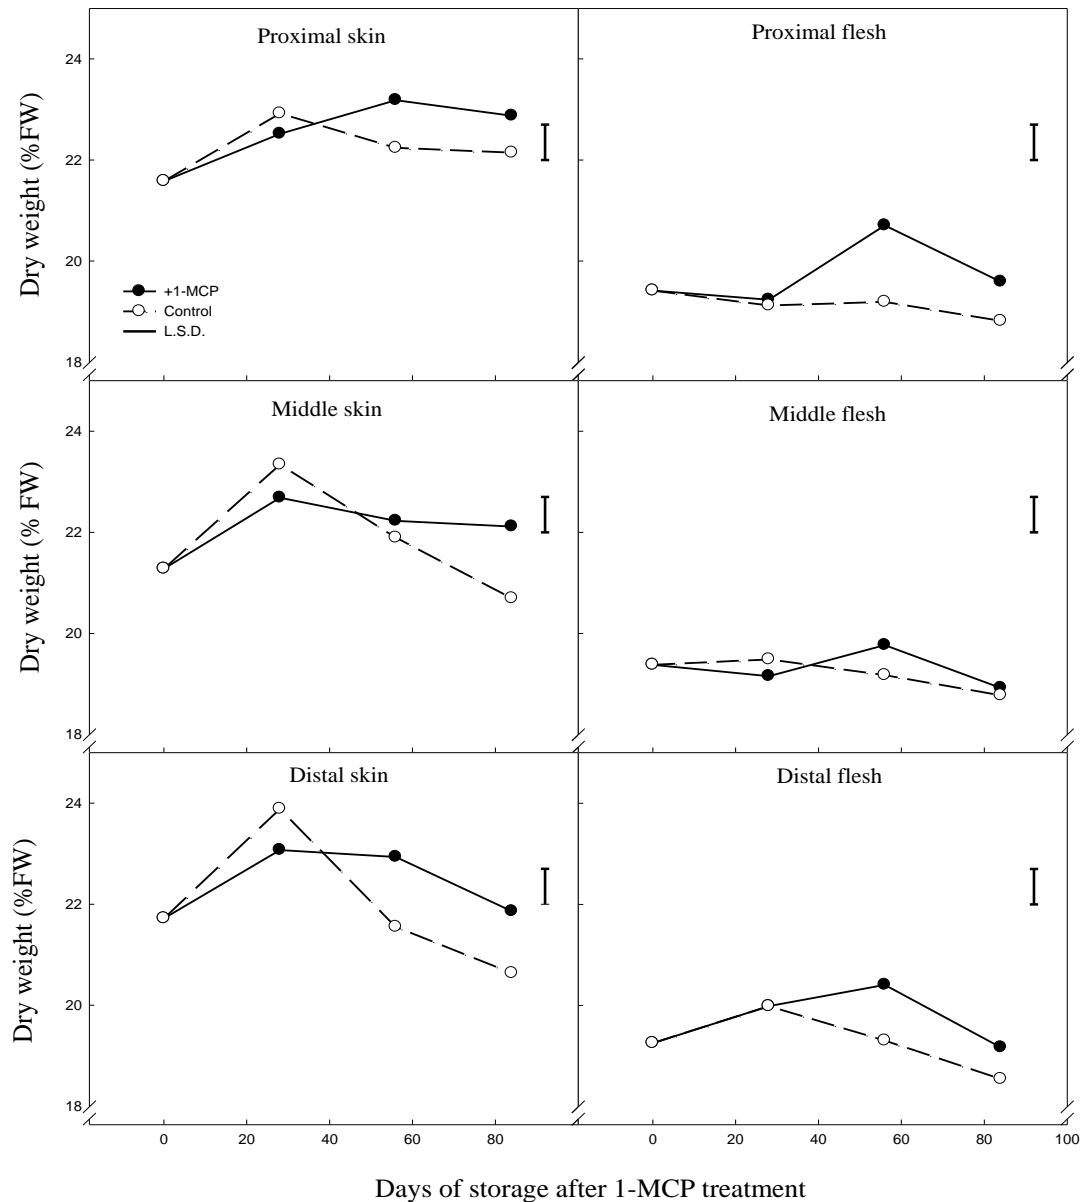 Proximal skin
Proximal flesh
Dry weight (%FW)
24
22
20
18
+1-MCP
Control
L.S.D.
Middle skin
Middle flesh
Dry weight (% FW)
24
22
20
18
Distal skin
Distal flesh
Dry weight (%FW)
24
22
20
18
0 20 40 60 80 0 20 40 60 80 100
Days of storage after 1-MCP treatment